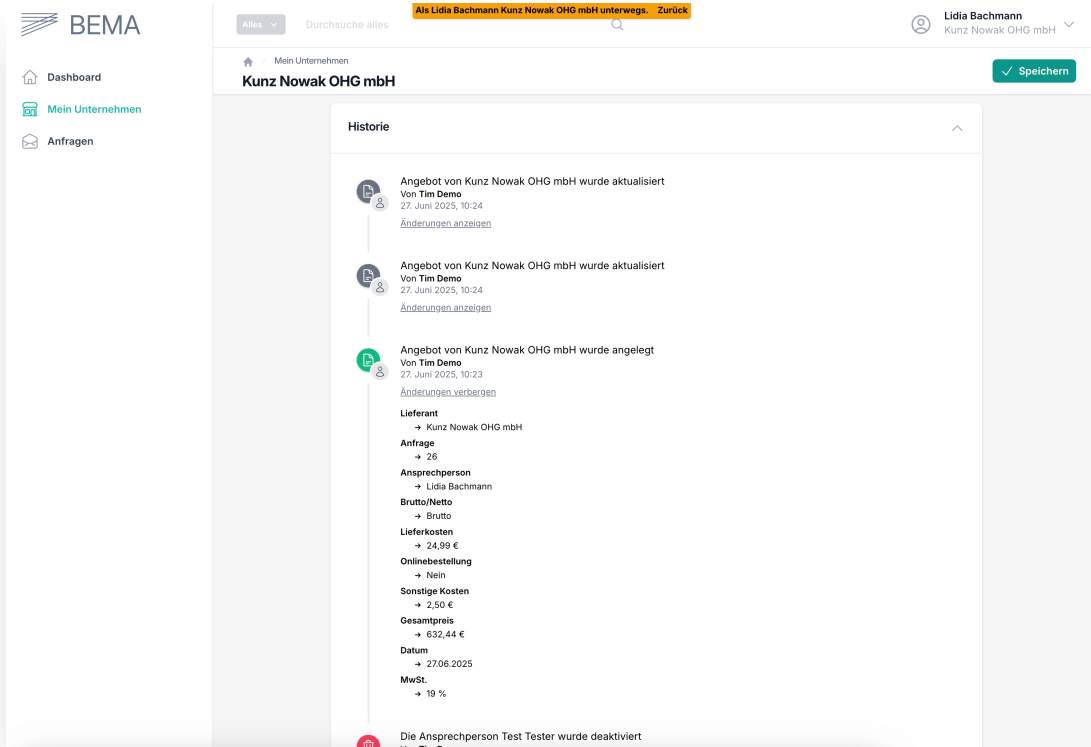 BEMA
Alles
Durchsuche alles
Als Lidia Bachmann Kunz Nowak OHG mbH unterwegs. Zurück
Lidia Bachmann
Kunz Nowak OHG mbH
Dashboard
Mein Unternehmen
Anfragen
/ Mein Unternehmen
Kunz Nowak OHG mbH
Speichern
Historie
Angebot von Kunz Nowak OHG mbH wurde aktualisiert
Von Tim Demo
27. Juni 2025, 10:24
Änderungen anzeigen
Angebot von Kunz Nowak OHG mbH wurde aktualisiert
Von Tim Demo
27. Juni 2025, 10:24
Änderungen anzeigen
Angebot von Kunz Nowak OHG mbH wurde angelegt
Von Tim Demo
27. Juni 2025, 10:23
Änderungen verbergen
Lieferant
→ Kunz Nowak OHG mbH
Anfrage
→ 26
Ansprechperson
→ Lidia Bachmann
Brutto/Netto
→ Brutto
Lieferkosten
→ 24,99 €
Onlinebestellung
→ Nein
Sonstige Kosten
→ 2,50 €
Gesamtpreis
→ 632,44 €
Datum
→ 27.06.2025
MwSt.
→ 19 %
Die Ansprechperson Test Tester wurde deaktiviert